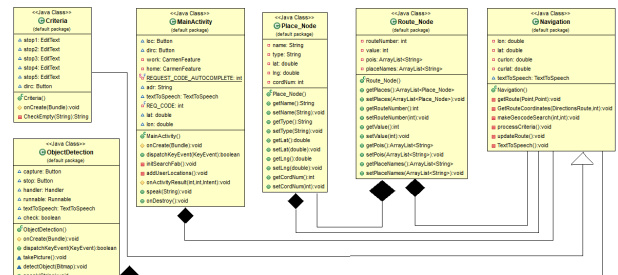 <<Java Class>>
Criteria
(default package)
stop1: EditText
stop2: EditText
stop3: EditText
stop4: EditText
stop5: EditText
dirc: Button
Criteria()
onCreate(Bundle):void
CheckEmpty(String):String
<<Java Class>>
ObjectDetection
(default package)
capture: Button
stop: Button
handler: Handler
runnable: Runnable
textToSpeech: TextToSpeech
check: boolean
ObjectDetection()
onCreate(Bundle):void
dispatchKeyEvent(KeyEvent):boolean
takePicture():void
detectObject(Bitmap):void
<<Java Class>>
MainActivity
(default package)
loc: Button
dirc: Button
work: CarmenFeature
home: CarmenFeature
REQUEST_CODE_AUTOCOMPLETE: int
adr: String
textToSpeech: TextToSpeech
REQ_CODE: int
lat: double
lon: double
MainActivity()
onCreate(Bundle):void
dispatchKeyEvent(KeyEvent):boolean
initSearchFab():void
addUserLocations():void
onActivityResult(int,int,Intent):void
speak(String):void
onDestroy():void
<<Java Class>>
Place_Node
(default package)
name: String
type: String
lat: double
lng: double
cordNum: int
Place_Node()
getName():String
setName(String):void
getType():String
setType(String):void
getLat():double
setLat(double):void
getLng():double
setLng(double):void
getCordNum():int
setCordNum(int):void
<<Java Class>>
Route_Node
(default package)
routeNumber: int
value: int
pois: ArrayList<String>
placeNames: ArrayList<String>
Route_Node()
getPlaces():ArrayList<Place_Node>
setPlaces(ArrayList<Place_Node>):void
getRouteNumber():int
setRouteNumber(int):void
getValue():int
setValue(int):void
getPois():ArrayList<String>
setPois(ArrayList<String>):void
getPlaceNames():ArrayList<String>
setPlaceNames(ArrayList<String>):void
<<Java Class>>
Navigation
(default package)
lon: double
lat: double
curlon: double
curlat: double
textToSpeech: TextToSpeech
Navigation()
getRoute(Point,Point):void
GetRouteCoordinates(DirectionsRoute,int):void
makeGeocodeSearch(int,int):void
processCriteria():void
updateRoute():void
TextToSpeech():void